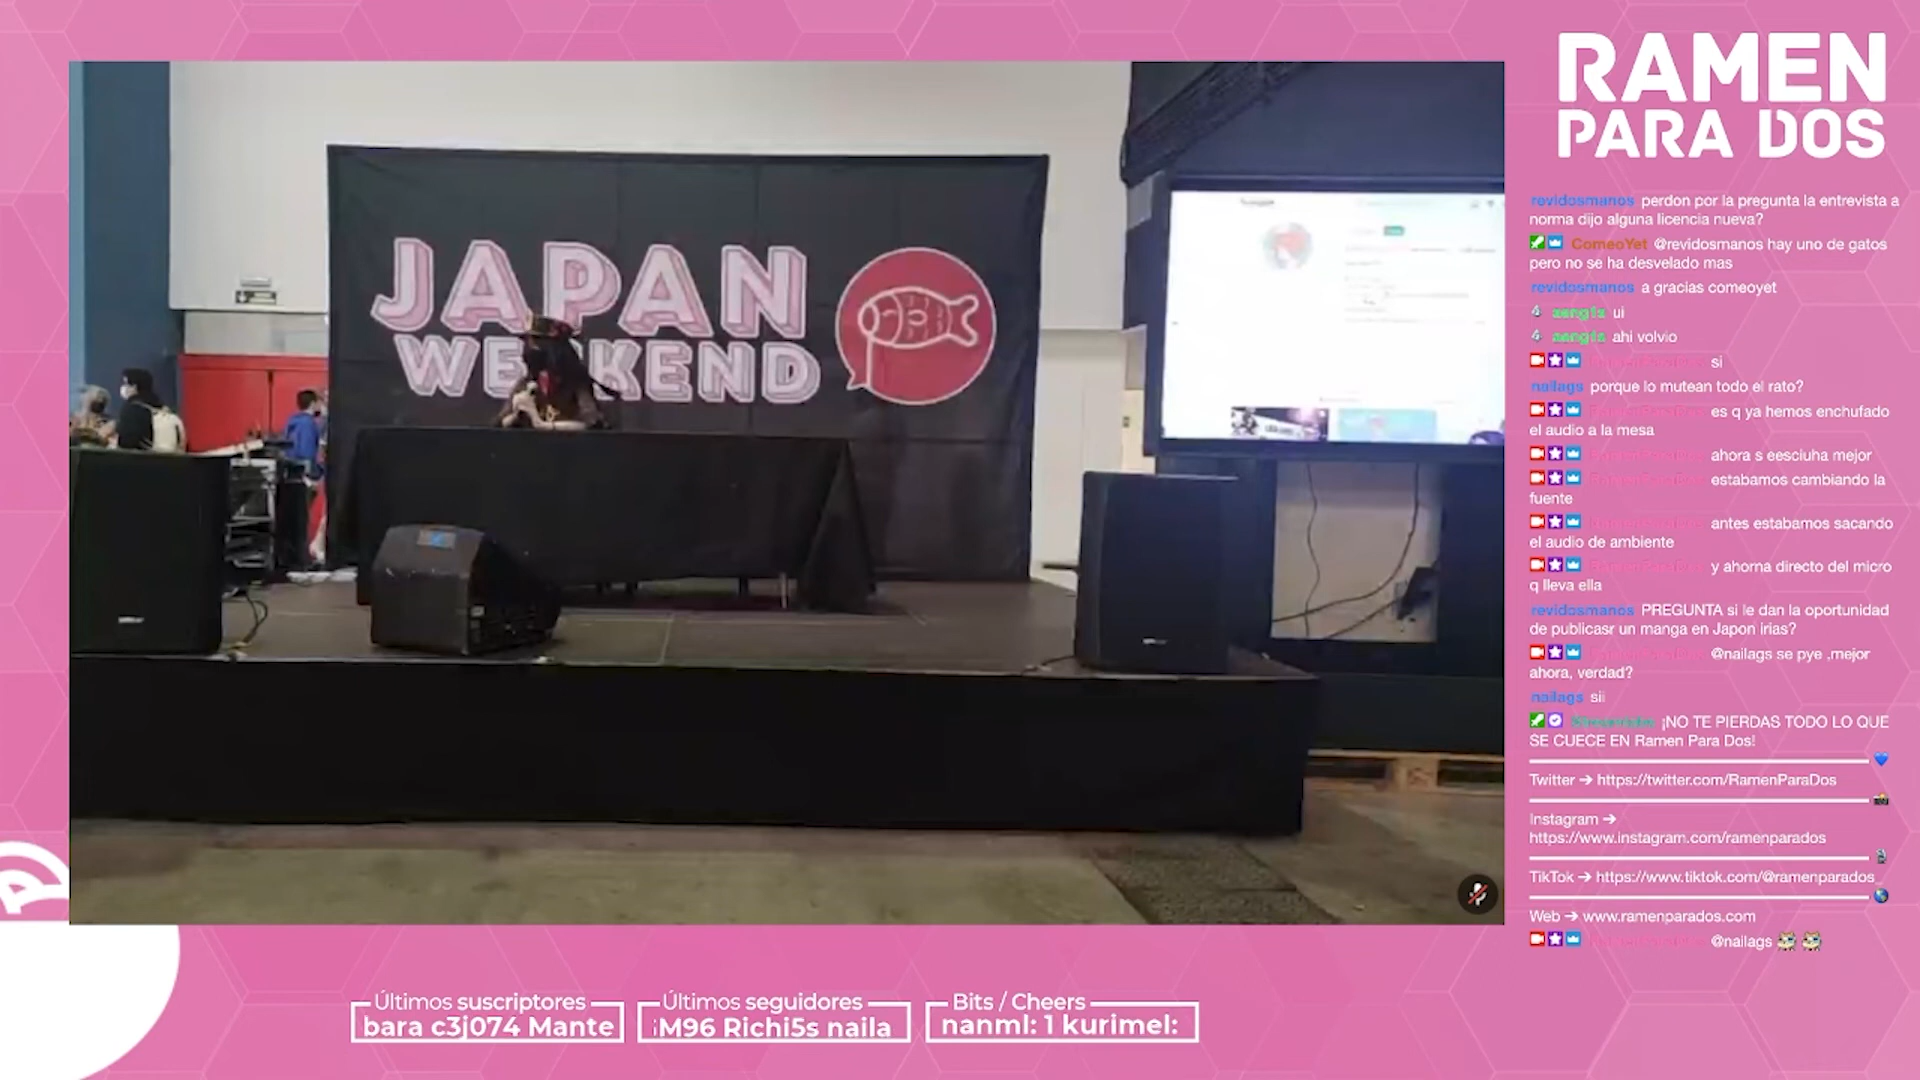 RAMEN
PARA DOS
JAPAN
WEEKEND
revidosmanos perdon por la pregunta la entrevista a
norma dijo alguna licencia nueva?
ComeoYet @revidosmanos hay uno de gatos
pero no se ha desvelado mas
revidosmanos a gracias comeoyet
ui
ahi volvio
si
nailags porque lo mutean todo el rato?
es q ya hemos enchufado
el audio a la mesa
ahora s eesciuha mejor
estabamos cambiando la
fuente
antes estabamos sacando
el audio de ambiente
y ahorna directo del micro
q lleva ella
revidosmanos PREGUNTA si le dan la oportunidad
de publicasr un manga en Japon irias?
@nailags se pye ,mejor
ahora, verdad?
nailags sii
¡NO TE PIERDAS TODO LO QUE
SE CUECE EN Ramen Para Dos!
Twitter → https://twitter.com/RamenParaDos
Instagram →
https://www.instagram.com/ramenparados
TikTok → https://www.tiktok.com/@ramenparados_
Web → www.ramenparados.com
@nailags
Últimos suscriptores
bara c3j074 Mante
Últimos seguidores
M96 Richi5s naila
Bits / Cheers
nanml: 1 kurimel: